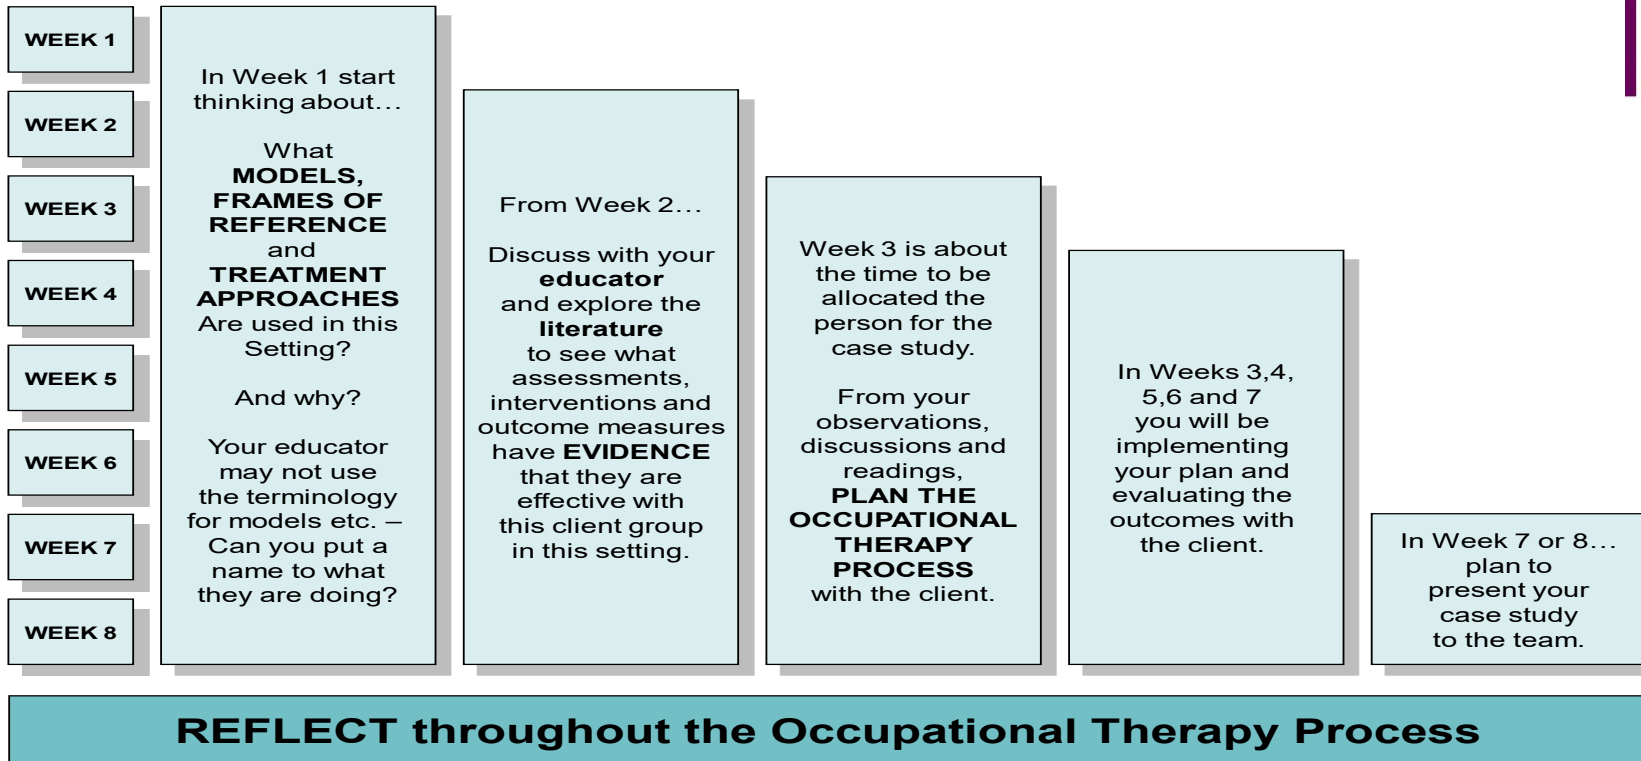 WEEK 1
WEEK 2
WEEK 3
WEEK 4
WEEK 5
WEEK 6
WEEK 7
WEEK 8
In Week 1 start
thinking about...
What
MODELS,
FRAMES OF
REFERENCE
and
TREATMENT
APPROACHES
Are used in this
Setting?
And why?
Your educator
may not use
the terminology
for models etc. –
Can you put a
name to what
they are doing?
From Week 2...
Discuss with your
educator
and explore the
literature
to see what
assessments,
interventions and
outcome measures
have EVIDENCE
that they are
effective with
this client group
in this setting.
Week 3 is about
the time to be
allocated the
person for the
case study.
From your
observations,
discussions and
readings,
PLAN THE
OCCUPATIONAL
THERAPY
PROCESS
with the client.
In Weeks 3,4,
5,6 and 7
you will be
implementing
your plan and
evaluating the
outcomes with
the client.
In Week 7 or 8...
plan to
present your
case study
to the team.
REFLECT throughout the Occupational Therapy Process